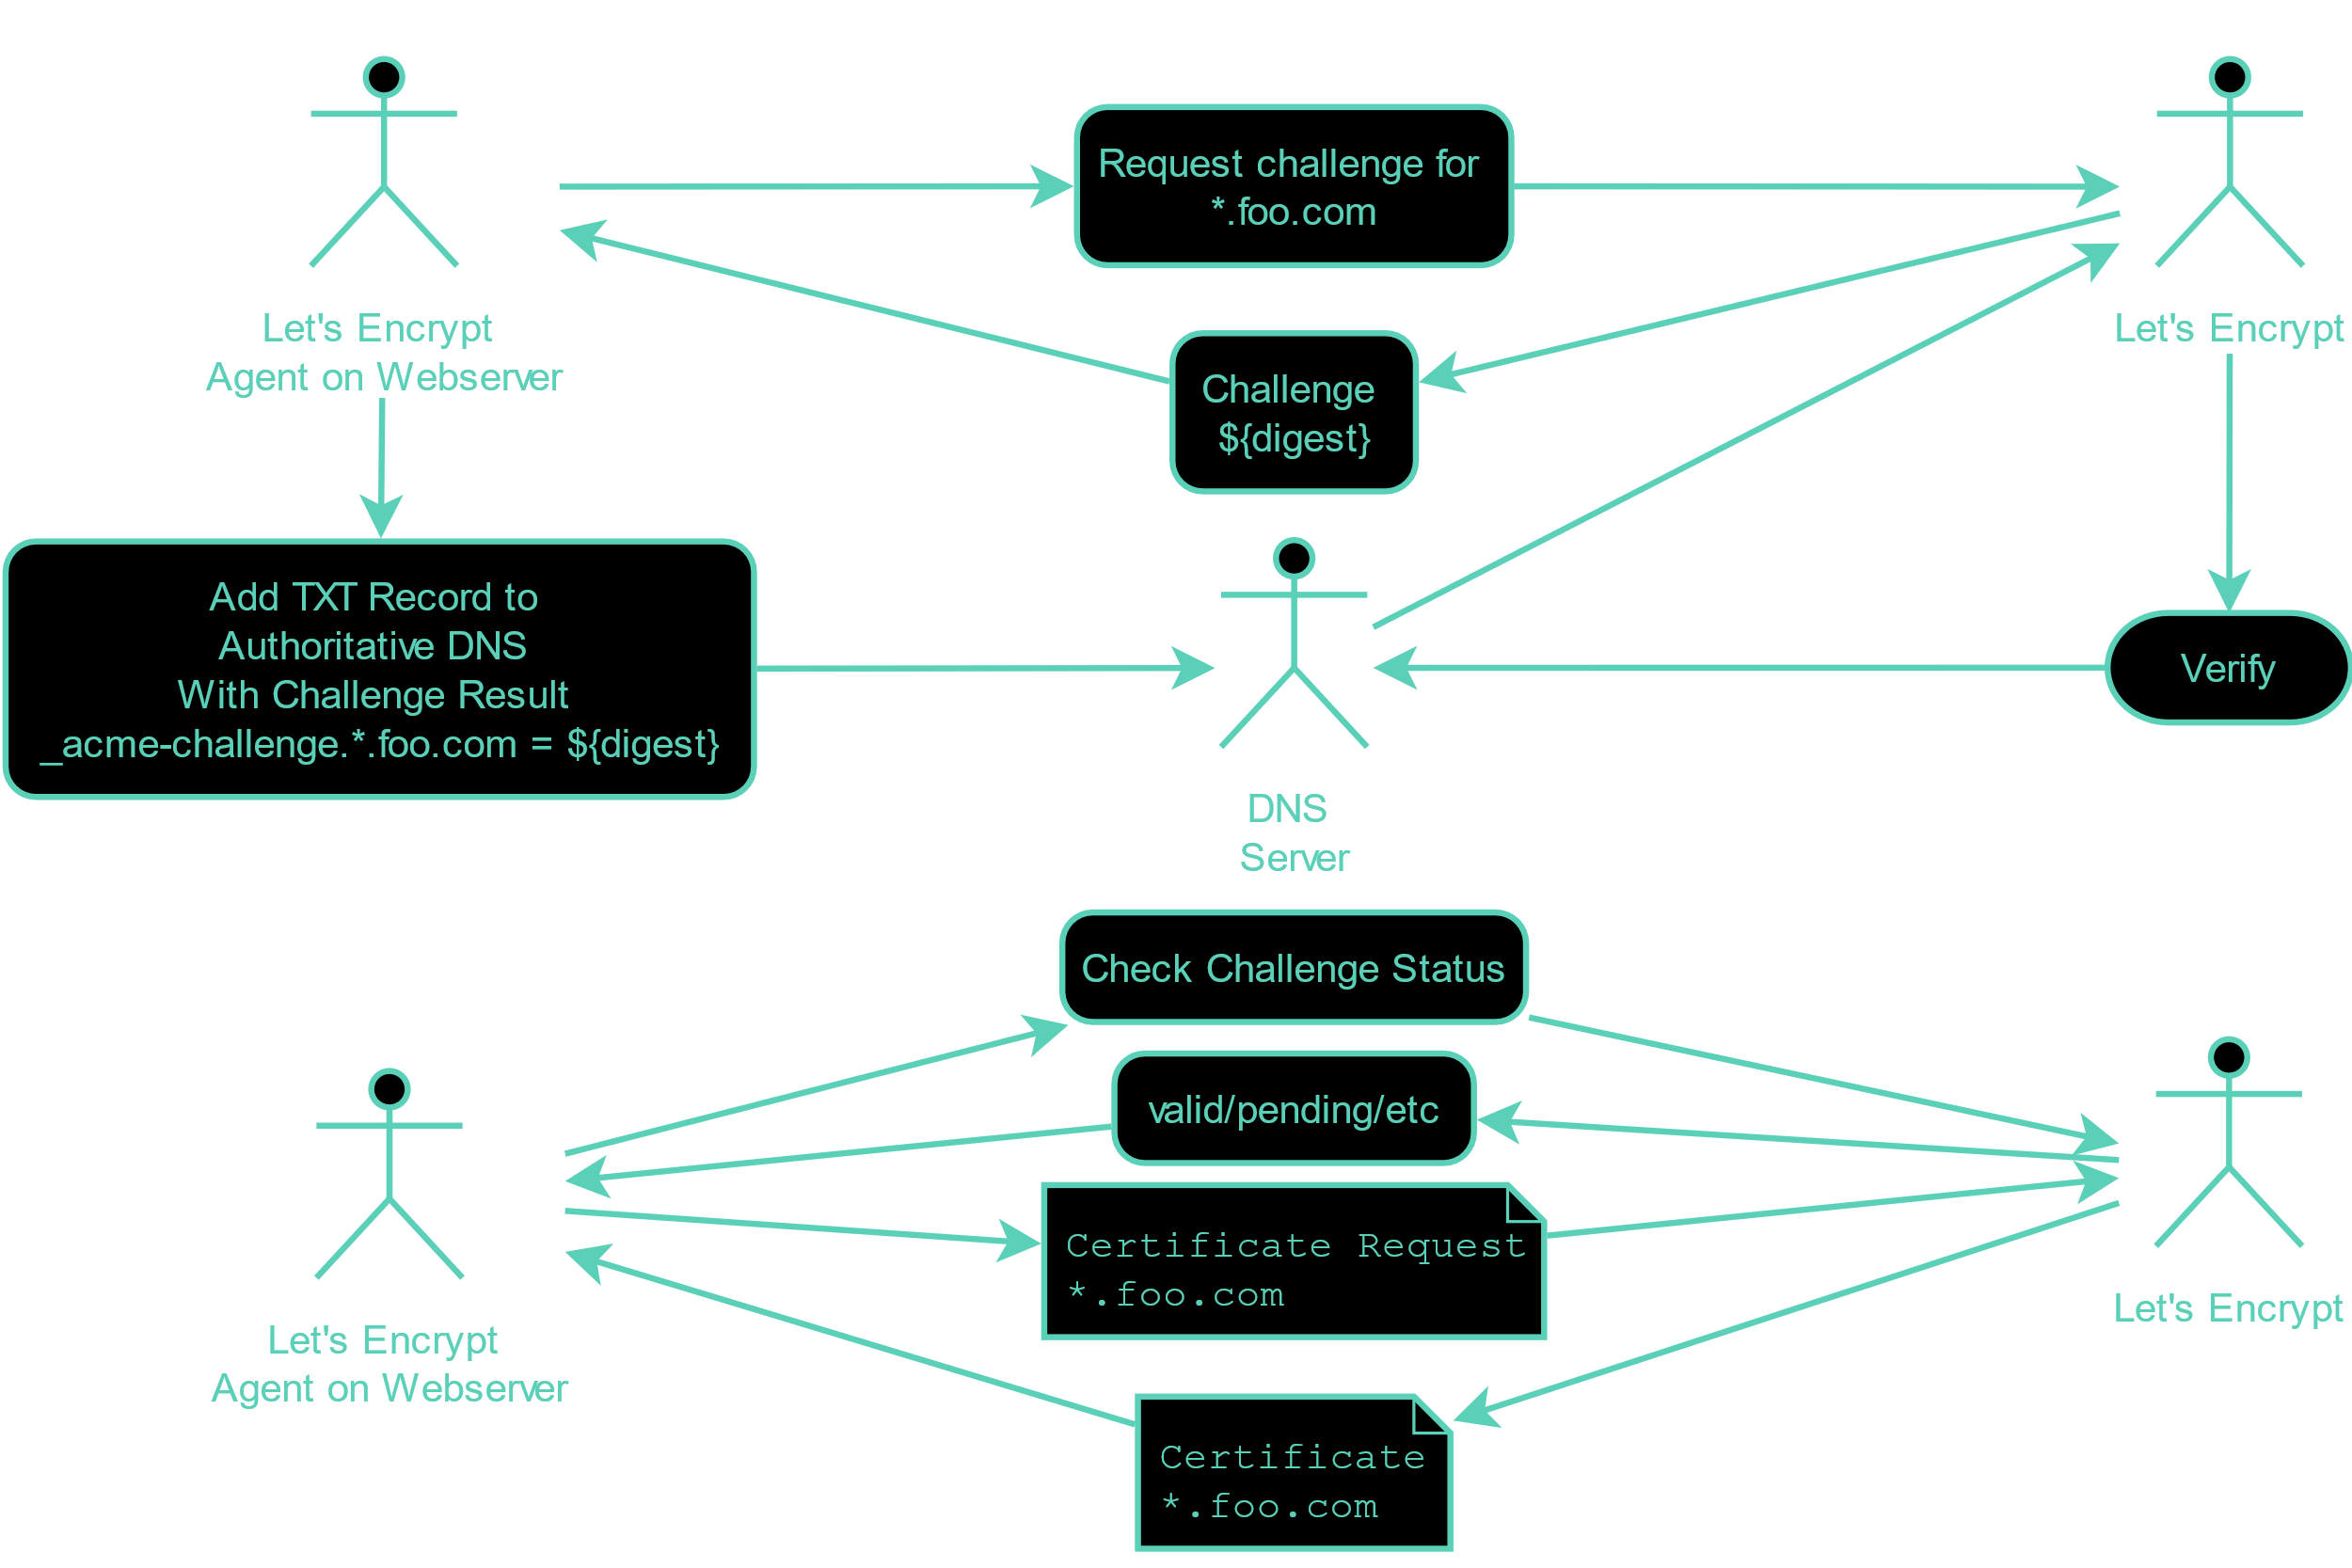 Request challenge for
*.foo.com
Let's Encrypt
Agent on Webserver
Let's Encrypt
Challenge
${digest}
Add TXT Record to
Authoritative DNS
With Challenge Result
_acme-challenge.*.foo.com = ${digest}
Verify
DNS
Server
Check Challenge Status
valid/pending/etc
Certificate Request
*.foo.com
Let's Encrypt
Agent on Webserver
Let's Encrypt
Certificate
*.foo.com